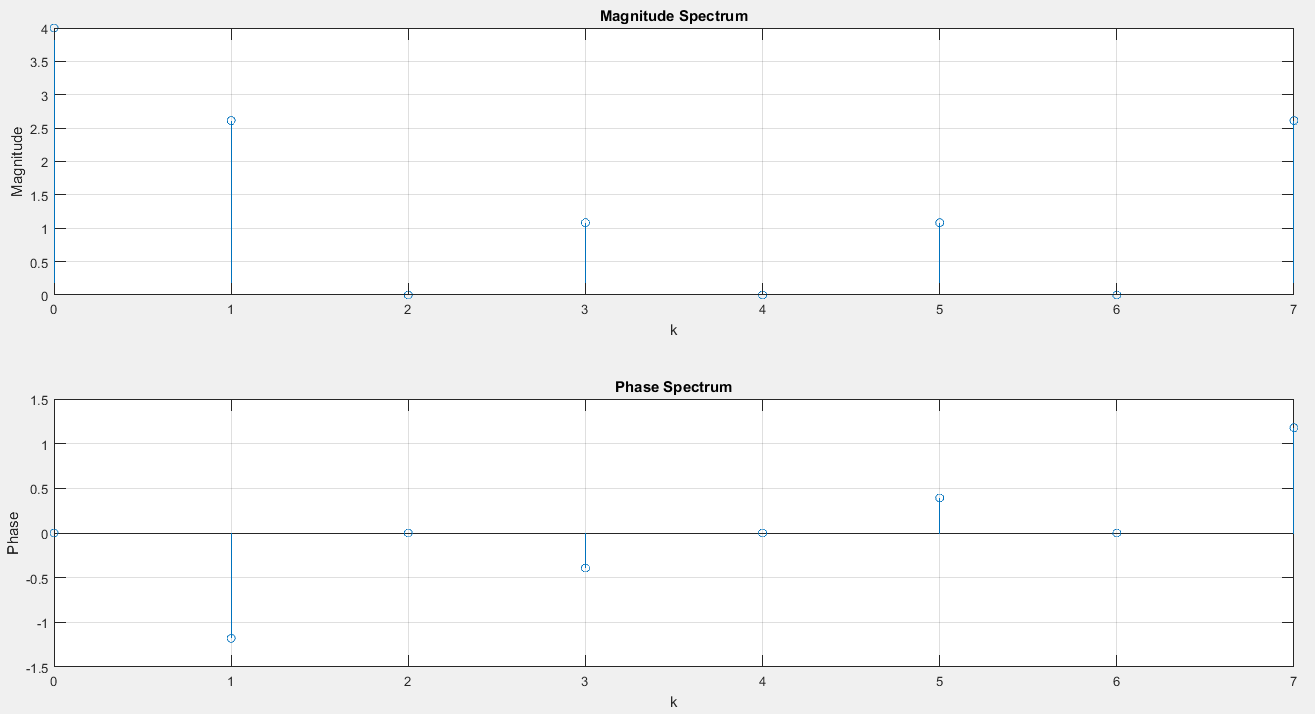 Magnitude Spectrum
4
3.5
3
2.5
2
1.5
1
0.5
0
Magnitude
0 1 2 3 4 5 6 7
k
Phase Spectrum
1.5
1
0.5
0
-0.5
-1
-1.5
Phase
0 1 2 3 4 5 6 7
k